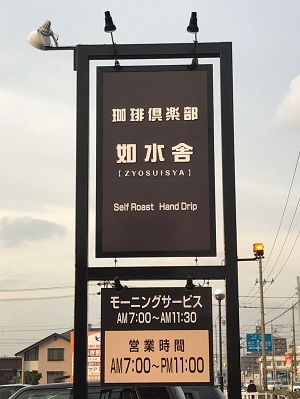 珈琲倶楽部
如水舎
[ZYOSUISYA]
Self Roast Hand Drip
モーニングサービス
AM7:00〜AM11:30
営業時間
AM7:00〜PM11:00